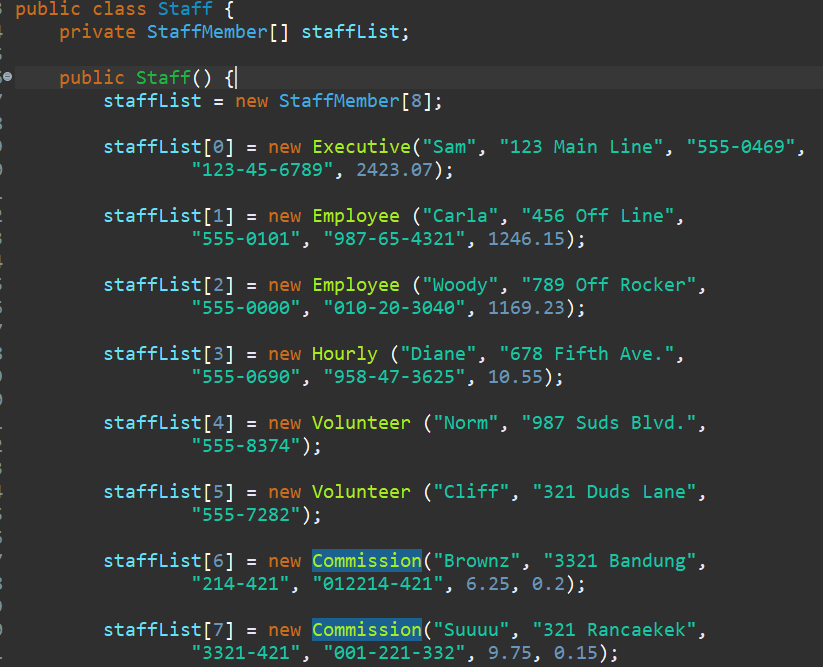 public class Staff {
private StaffMember[] staffList;
public Staff() {
staffList = new StaffMember[8];
staffList[0] = new Executive("Sam", "123 Main Line", "555-0469",
"123-45-6789", 2423.07);
staffList[1] = new Employee ("Carla", "456 Off Line",
"555-0101", "987-65-4321", 1246.15);
staffList[2] = new Employee ("Woody", "789 Off Rocker",
"555-0000", "010-20-3040", 1169.23);
staffList[3] = new Hourly ("Diane", "678 Fifth Ave.",
"555-0690", "958-47-3625", 10.55);
staffList[4] = new Volunteer ("Norm", "987 Suds Blvd.",
"555-8374");
staffList[5] = new Volunteer ("Cliff", "321 Duds Lane",
"555-7282");
staffList[6] = new Commission("Brownz", "3321 Bandung",
"214-421", "012214-421", 6.25, 0.2);
staffList[7] = new Commission("Suuuu", "321 Rancaekek",
"3321-421", "001-221-332", 9.75, 0.15);